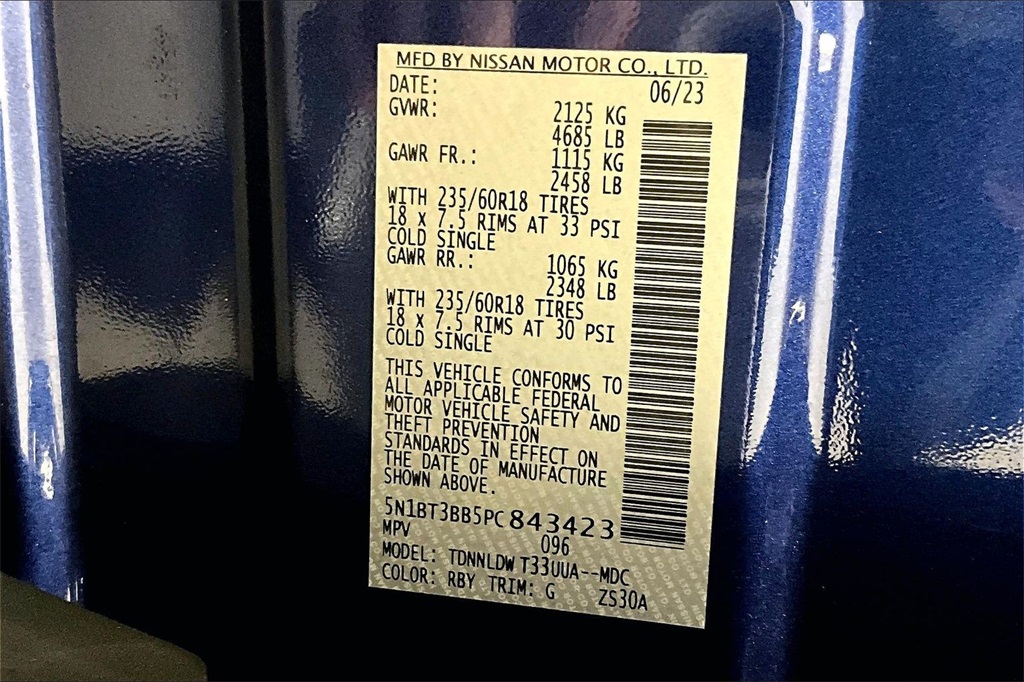 MFD BY NISSAN MOTOR CO., LTD.
DATE: 06/23
GVWR: 2125 KG
4685 LB
GAWR FR.: 1115 KG
2458 LB
WITH 235/60R18 TIRES
18 x 7.5 RIMS AT 33 PSI
COLD SINGLE
GAWR RR.: 1065 KG
2348 LB
WITH 235/60R18 TIRES
18 x 7.5 RIMS AT 30 PSI
COLD SINGLE
THIS VEHICLE CONFORMS TO
ALL APPLICABLE FEDERAL
MOTOR VEHICLE SAFETY AND
THEFT PREVENTION
STANDARDS IN EFFECT ON
THE DATE OF MANUFACTURE
SHOWN ABOVE.
5N1BT3BB5PC843423
MPV 096
MODEL: TDNNLDW T33UUA--MDC
COLOR: RBY TRIM: G ZS30A